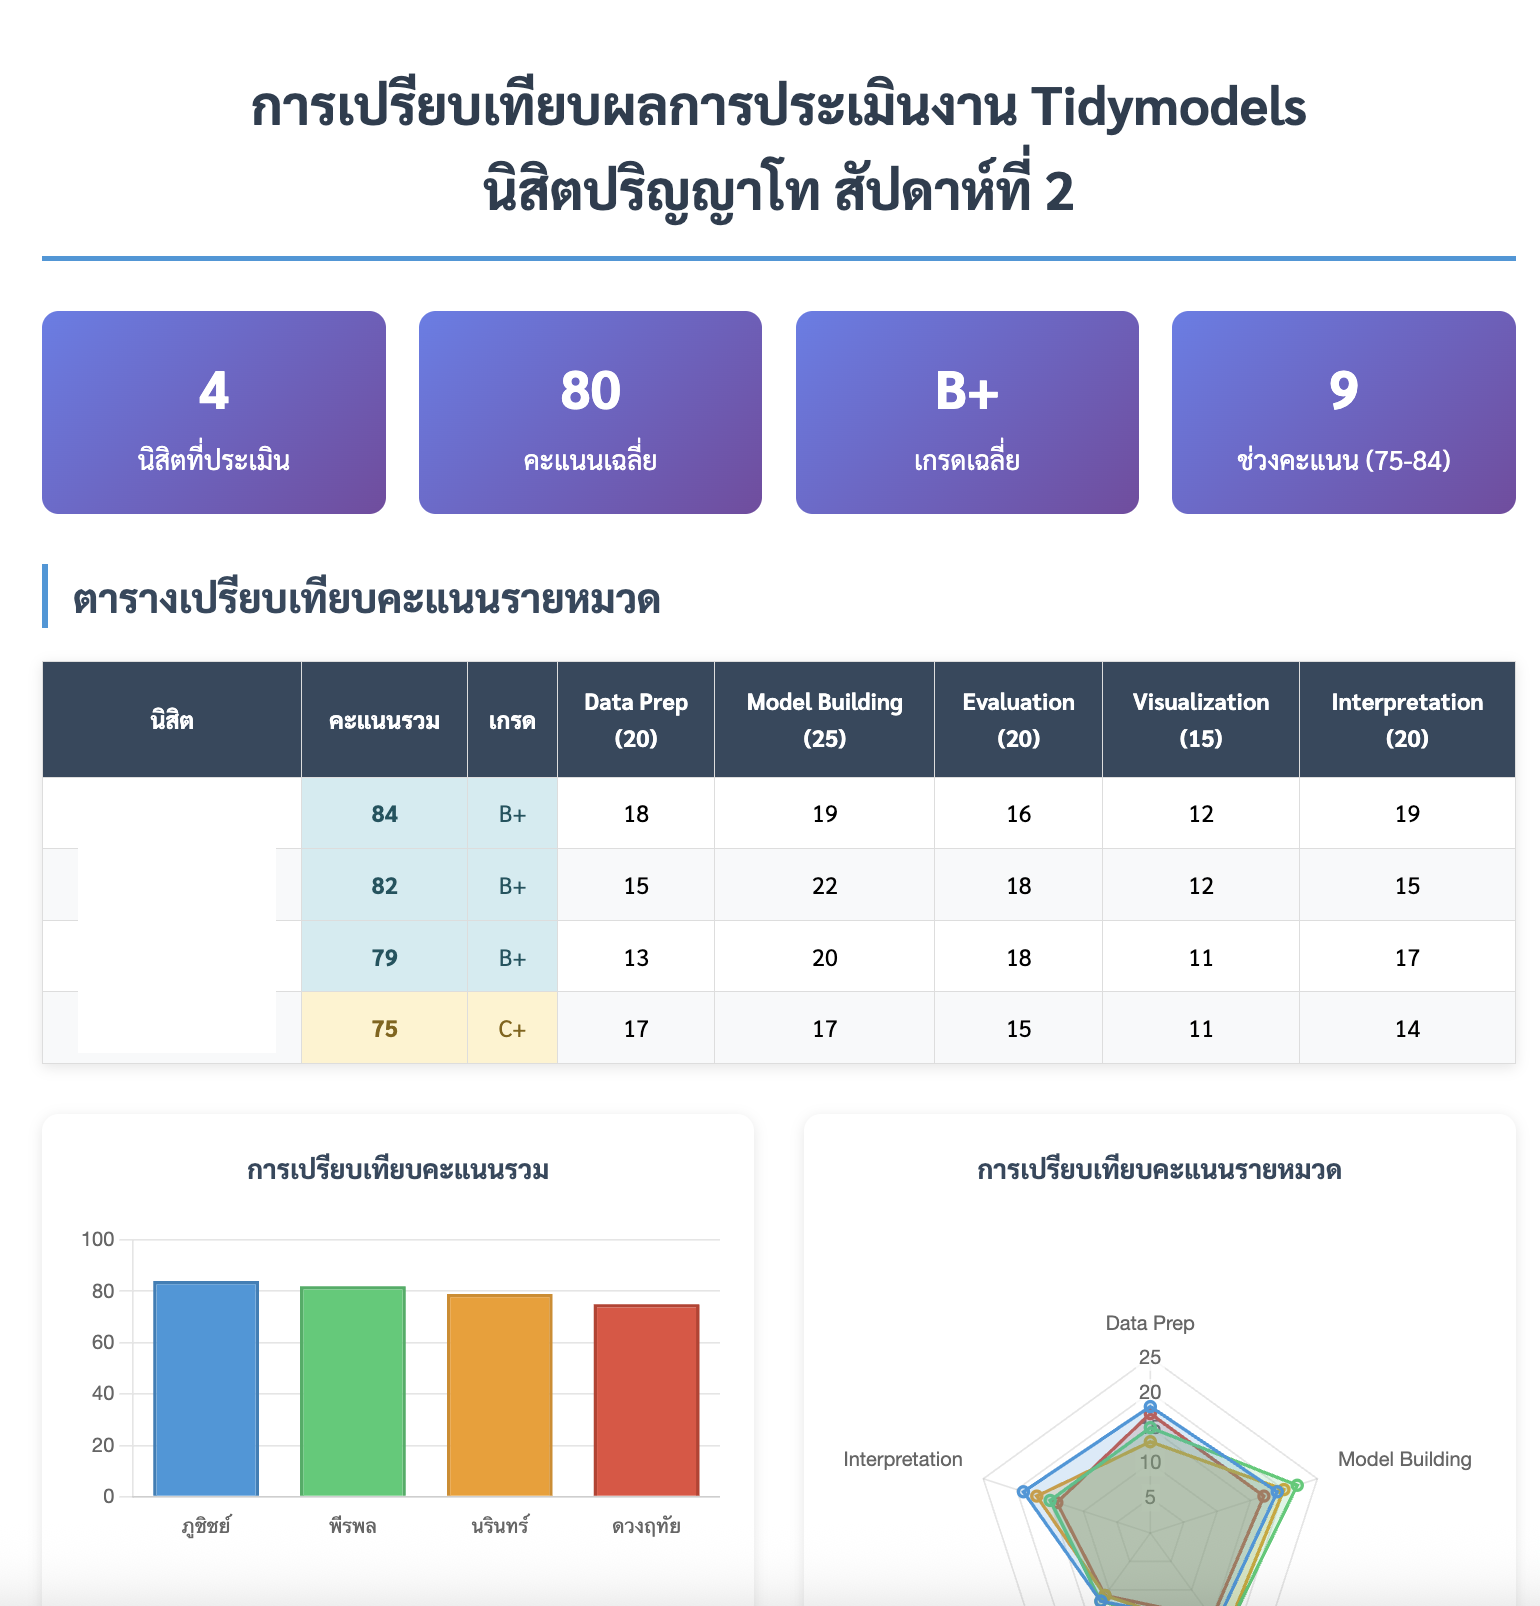 การเปรียบเทียบผลการประเมินงาน Tidymodels
นิสิตปริญญาโท สัปดาห์ที่ 2
4
นิสิตที่ประเมิน
80
คะแนนเฉลี่ย
B+
เกรดเฉลี่ย
9
ช่วงคะแนน (75-84)
ตารางเปรียบเทียบคะแนนรายหมวด
นิสิต คะแนนรวม เกรด Data Prep (20) Model Building (25) Evaluation (20) Visualization (15) Interpretation (20)
84 B+ 18 19 16 12 19
82 B+ 15 22 18 12 15
79 B+ 13 20 18 11 17
75 C+ 17 17 15 11 14
การเปรียบเทียบคะแนนรวม
100
80
60
40
20
0
ภูชิชย์ พีรพล นรินทร์ ดวงฤทัย
การเปรียบเทียบคะแนนรายหมวด
Data Prep
25
20
10
5
Interpretation
Model Building